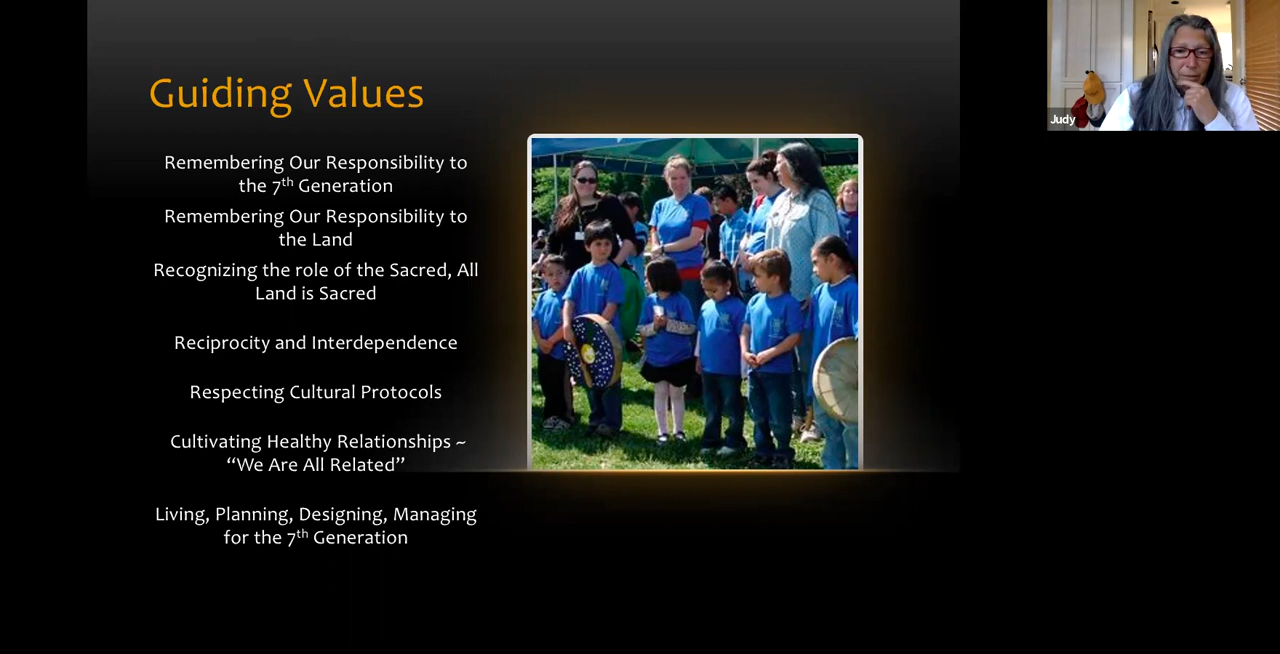 Guiding Values
Remembering Our Responsibility to
the 7th Generation
Remembering Our Responsibility to
the Land
Recognizing the role of the Sacred, All
Land is Sacred
Reciprocity and Interdependence
Respecting Cultural Protocols
Cultivating Healthy Relationships ~
“We Are All Related”
Living, Planning, Designing, Managing
for the 7th Generation
Judy